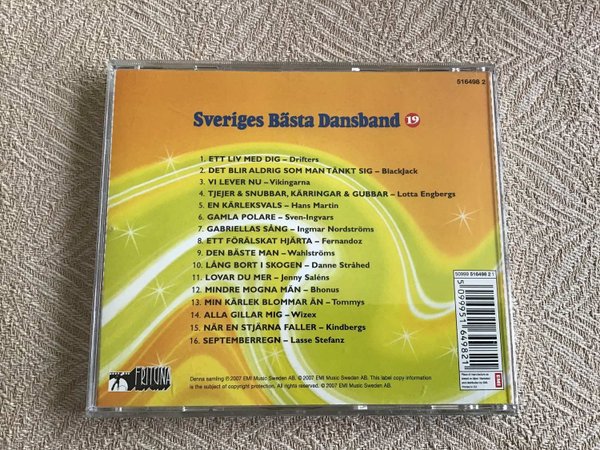 516498 2
Sveriges Bästa Dansband 19
1. ETT LIV MED DIG – Drifters
2. DET BLIR ALDRIG SOM MAN TÄNKT SIG – BlackJack
3. VI LEVER NU – Vikingarna
4. TJEJER & SNUBBAR, KÄRRINGAR & GUBBAR – Lotta Engbergs
5. EN KÄRLEKSVALS – Hans Martin
6. GAMLA POLARE – Sven-Ingvars
7. GABRIELLAS SÅNG – Ingmar Nordströms
8. ETT FÖRÄLSKAT HJÄRTA – Fernandoz
9. DEN BÄSTE MAN – Wahlströms
10. LÅNG BORT I SKOGEN – Danne Stråhed
11. LOVAR DU MER – Jenny Saléns
12. MINDRE MOGNA MÄN – Bhonus
13. MIN KÄRLEK BLOMMAR ÄN – Tommys
14. ALLA GILLAR MIG – Wizex
15. NÄR EN STJÄRNA FALLER – Kindbergs
16. SEPTEMBERREGN – Lasse Stefanz
50999 516498 2 1
5 099951 649821
FRITUNA
Denna samling ℗ 2007 EMI Music Sweden AB. © 2007 EMI Music Sweden AB. This label copy information
is the subject of copyright protection. All rights reserved. © 2007 EMI Music Sweden AB.
EMI